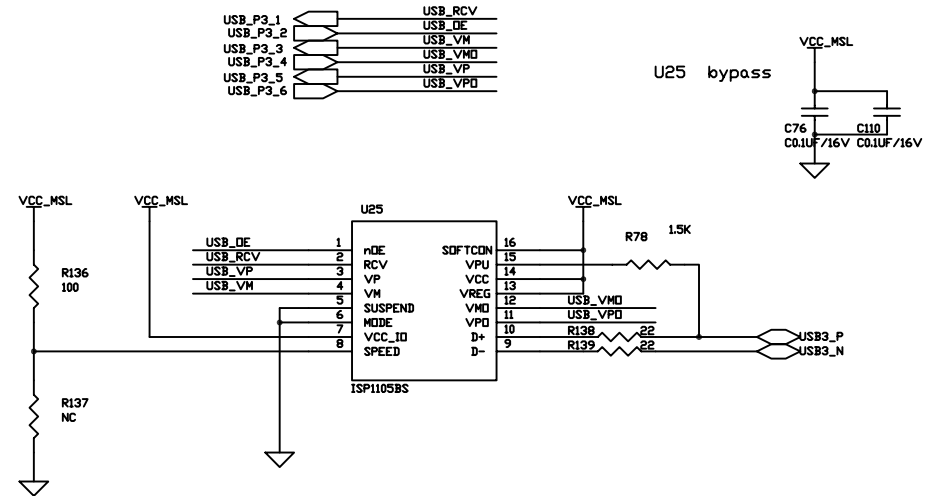 USB_P3_1 USB_RCV
USB_P3_2 USB_OE
USB_P3_3 USB_VM
USB_P3_4 USB_VMO
USB_P3_5 USB_VP
USB_P3_6 USB_VPO
VCC_MSL
U25 bypass
C76 C110
C0.1UF/16V C0.1UF/16V
VCC_MSL VCC_MSL U25 VCC_MSL
R78 1.5K
USB_OE 1 nOE SOFTCON 16
USB_RCV 2 RCV VPU 15
USB_VP 3 VP VCC 14
USB_VM 4 VM VREG 13
5 SUSPEND VMO 12 USB_VMO
6 MODE VPO 11 USB_VPO
7 VCC_IO D+ 10 R138 22 USB3_P
8 SPEED D- 9 R139 22 USB3_N
R136
100
ISP1105BS
R137
NC